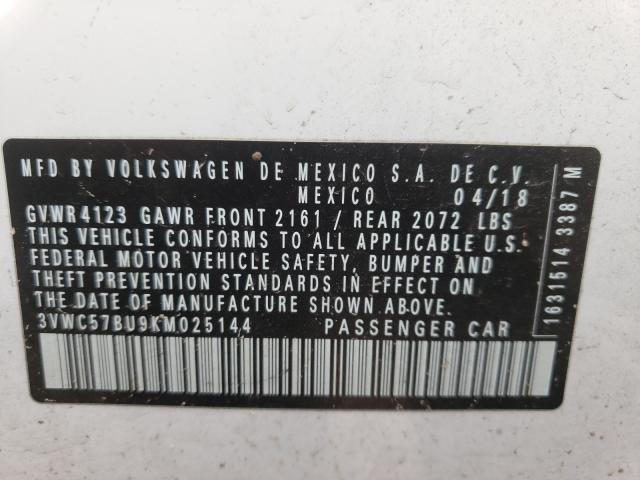 MFD BY VOLKSWAGEN DE MEXICO S.A. DE C.V.
MEXICO 04/18
GVWR4123 GAWR FRONT 2161 / REAR 2072 LBS
THIS VEHICLE CONFORMS TO ALL APPLICABLE U.S.
FEDERAL MOTOR VEHICLE SAFETY, BUMPER AND
THEFT PREVENTION STANDARDS IN EFFECT ON
THE DATE OF MANUFACTURE SHOWN ABOVE.
3VWC57BU9KM025144 PASSENGER CAR
1631514 3387 M